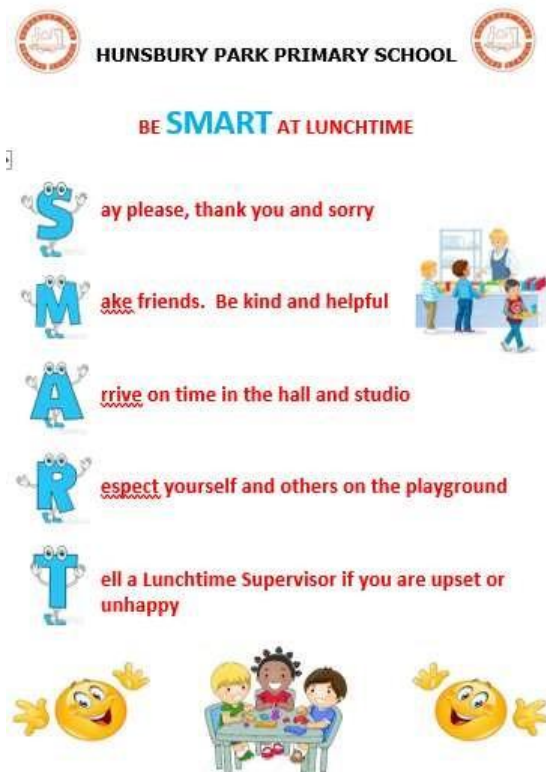 HUNSBURY PARK PRIMARY SCHOOL
BE SMART AT LUNCHTIME
Say please, thank you and sorry
Make friends.  Be kind and helpful
Arrive on time in the hall and studio
Respect yourself and others on the playground
Tell a Lunchtime Supervisor if you are upset or
unhappy